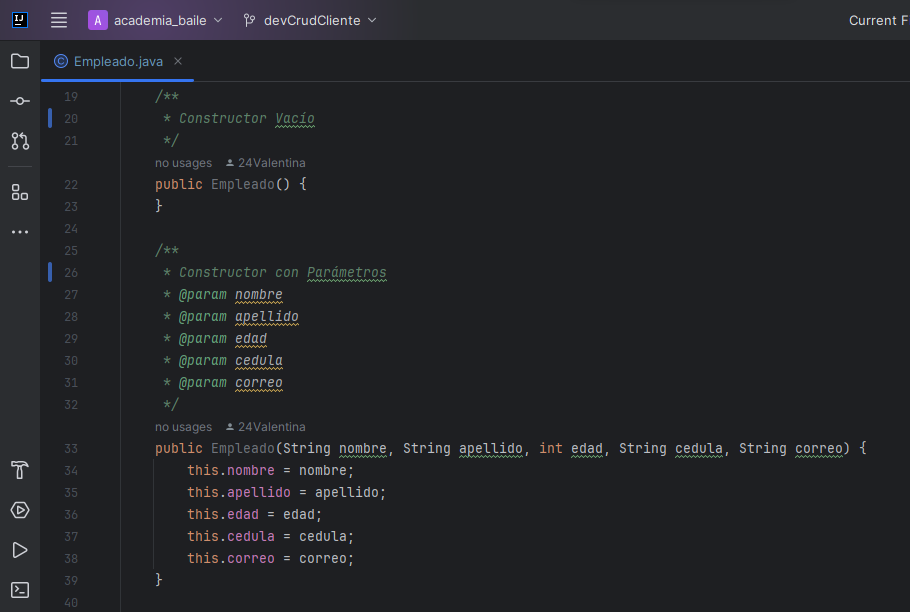 IJ
A academia_baile devCrudCliente Current F
Empleado.java
19 /**
20 * Constructor Vacío
21 */
no usages 24Valentina
22 public Empleado() {
23 }
24
25 /**
26 * Constructor con Parámetros
27 * @param nombre
28 * @param apellido
29 * @param edad
30 * @param cedula
31 * @param correo
32 */
no usages 24Valentina
33 public Empleado(String nombre, String apellido, int edad, String cedula, String correo) {
34 this.nombre = nombre;
35 this.apellido = apellido;
36 this.edad = edad;
37 this.cedula = cedula;
38 this.correo = correo;
39 }
40